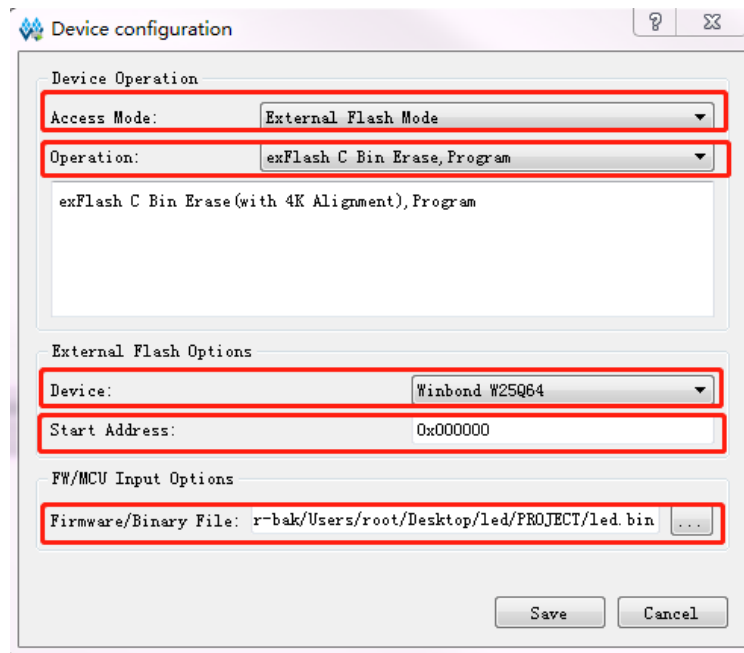 Device configuration
Device Operation
Access Mode: External Flash Mode
Operation: exFlash C Bin Erase,Program
exFlash C Bin Erase(with 4K Alignment),Program
External Flash Options
Device: Winbond W25Q64
Start Address: 0x000000
FW/MCU Input Options
Firmware/Binary File: r-bak/Users/root/Desktop/led/PROJECT/led.bin ...
Save Cancel